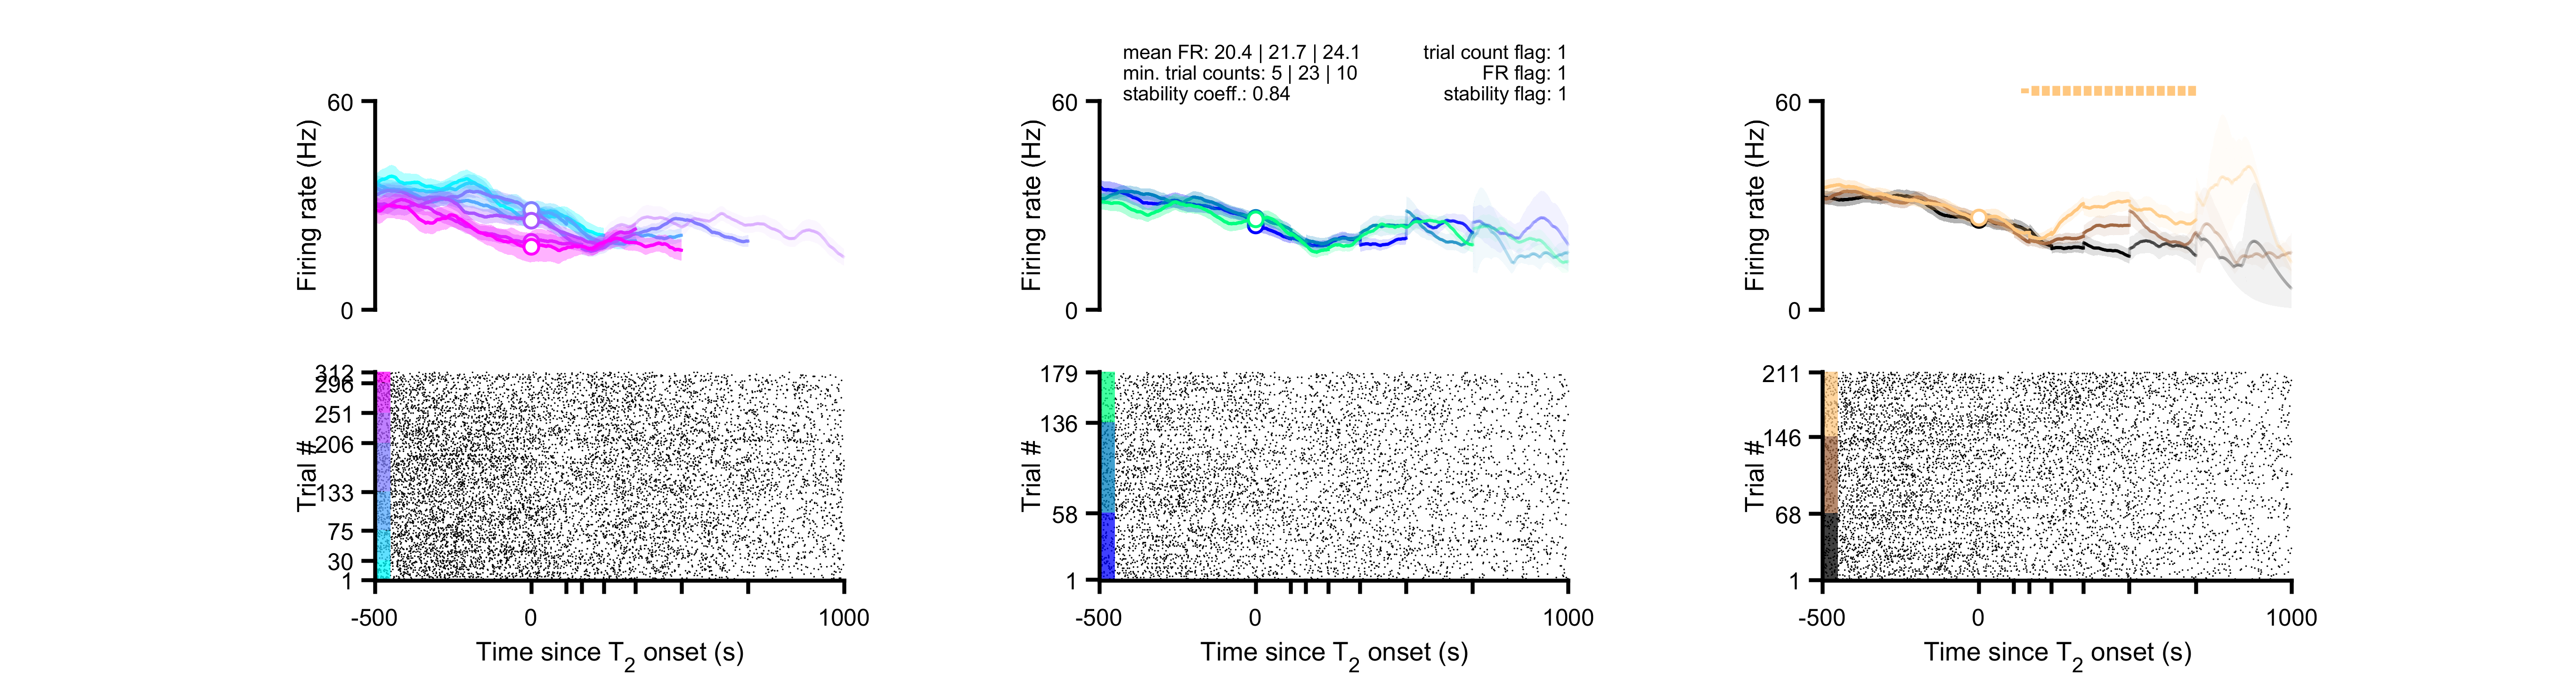 mean FR: 20.4 | 21.7 | 24.1
min. trial counts: 5 | 23 | 10
stability coeff.: 0.84
trial count flag: 1
FR flag: 1
stability flag: 1
60
Firing rate (Hz)
0
60
Firing rate (Hz)
0
60
Firing rate (Hz)
0
312
296
251
206
133
75
30
1
Trial #
-500
0
1000
Time since T2 onset (s)
179
136
58
1
Trial #
-500
0
1000
Time since T2 onset (s)
211
146
68
1
Trial #
-500
0
1000
Time since T2 onset (s)